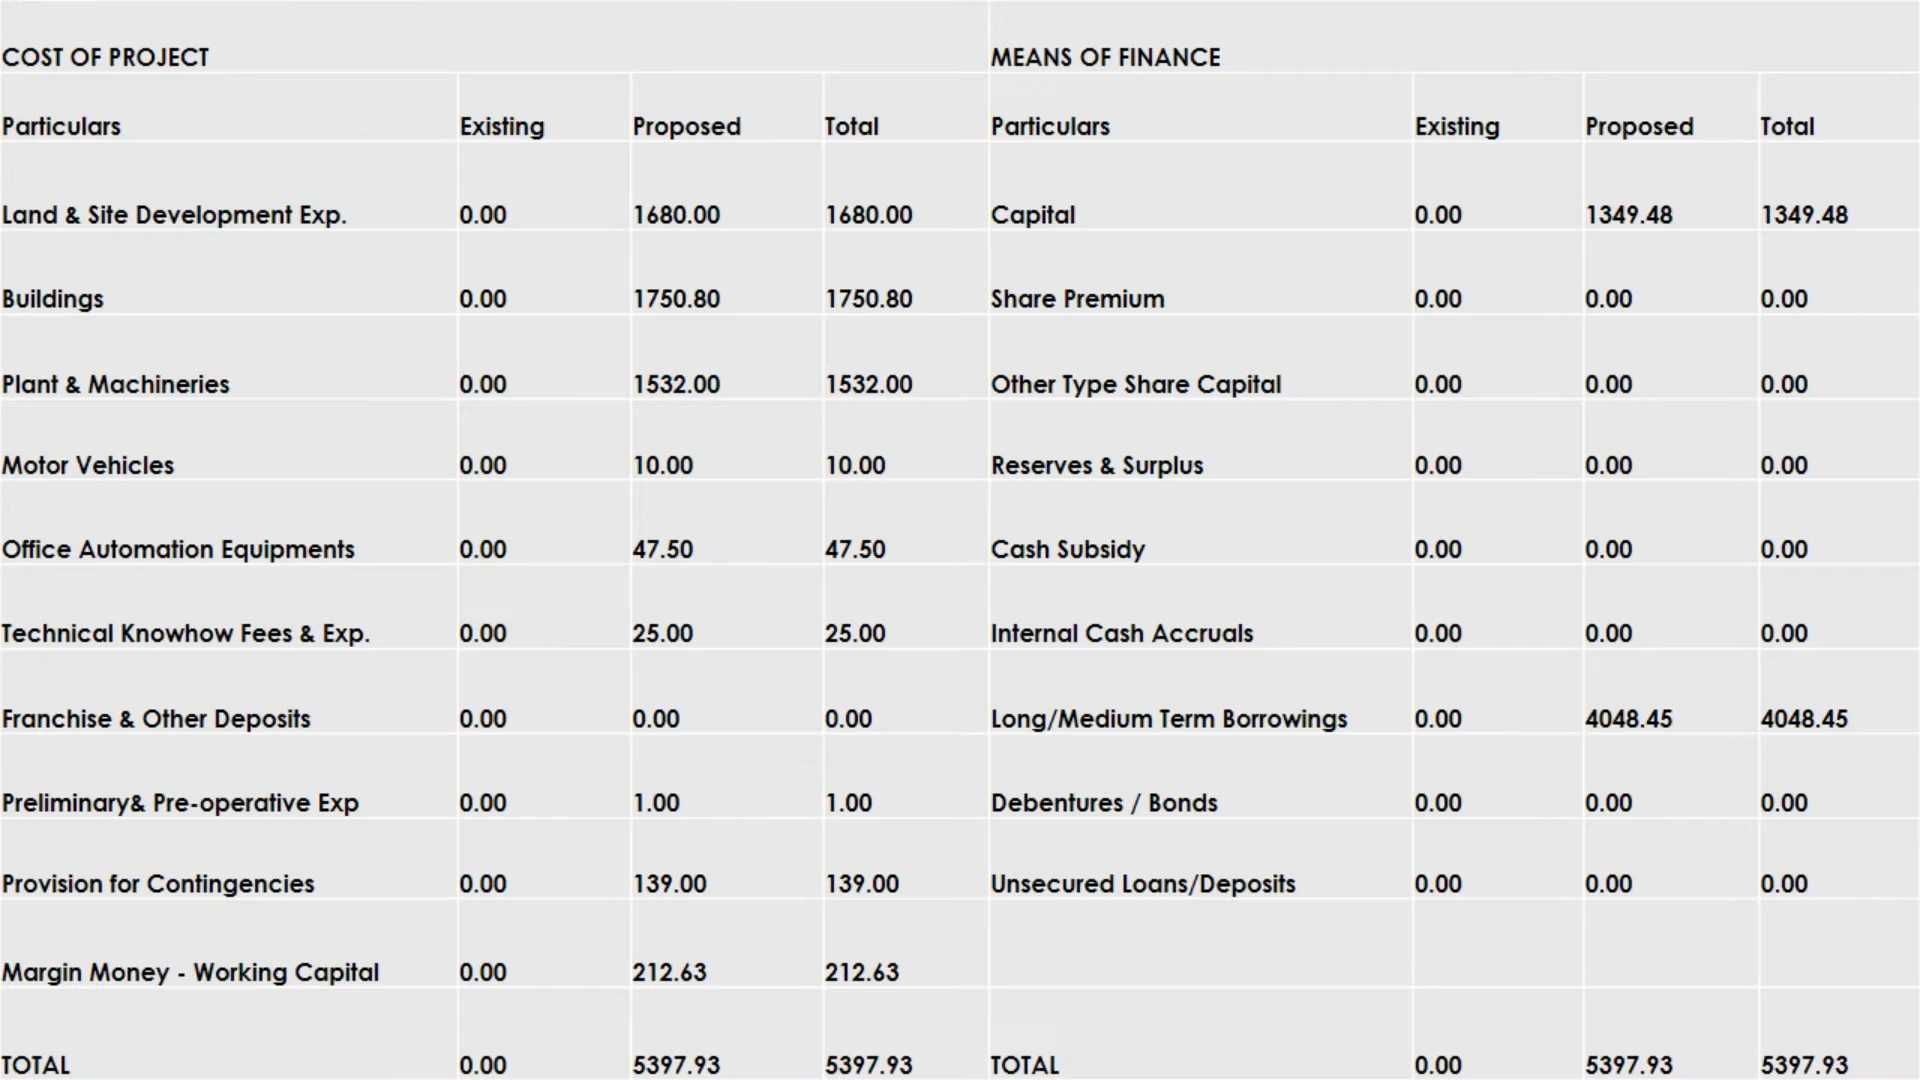 COST OF PROJECT MEANS OF FINANCE
Particulars Existing Proposed Total Particulars Existing Proposed Total
Land & Site Development Exp. 0.00 1680.00 1680.00 Capital 0.00 1349.48 1349.48
Buildings 0.00 1750.80 1750.80 Share Premium 0.00 0.00 0.00
Plant & Machineries 0.00 1532.00 1532.00 Other Type Share Capital 0.00 0.00 0.00
Motor Vehicles 0.00 10.00 10.00 Reserves & Surplus 0.00 0.00 0.00
Office Automation Equipments 0.00 47.50 47.50 Cash Subsidy 0.00 0.00 0.00
Technical Knowhow Fees & Exp. 0.00 25.00 25.00 Internal Cash Accruals 0.00 0.00 0.00
Franchise & Other Deposits 0.00 0.00 0.00 Long/Medium Term Borrowings 0.00 4048.45 4048.45
Preliminary& Pre-operative Exp 0.00 1.00 1.00 Debentures / Bonds 0.00 0.00 0.00
Provision for Contingencies 0.00 139.00 139.00 Unsecured Loans/Deposits 0.00 0.00 0.00
Margin Money - Working Capital 0.00 212.63 212.63
TOTAL 0.00 5397.93 5397.93 TOTAL 0.00 5397.93 5397.93